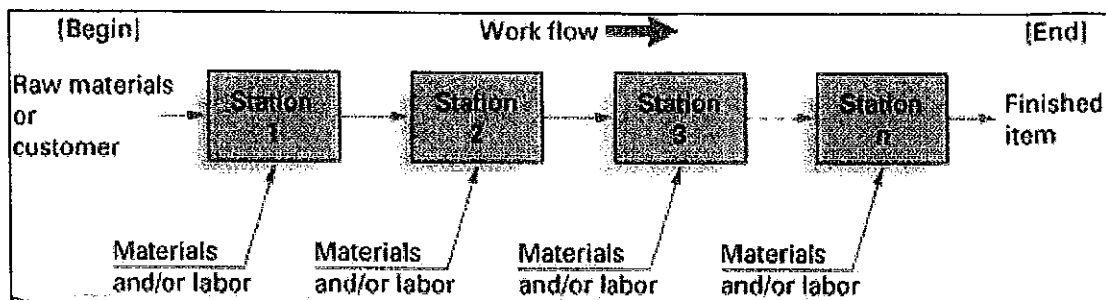 [Begin]
Work flow
[End]
Raw materials
or
customer
Station
1
Station
2
Station
3
Station
n
Finished
item
Materials
and/or labor
Materials
and/or labor
Materials
and/or labor
Materials
and/or labor